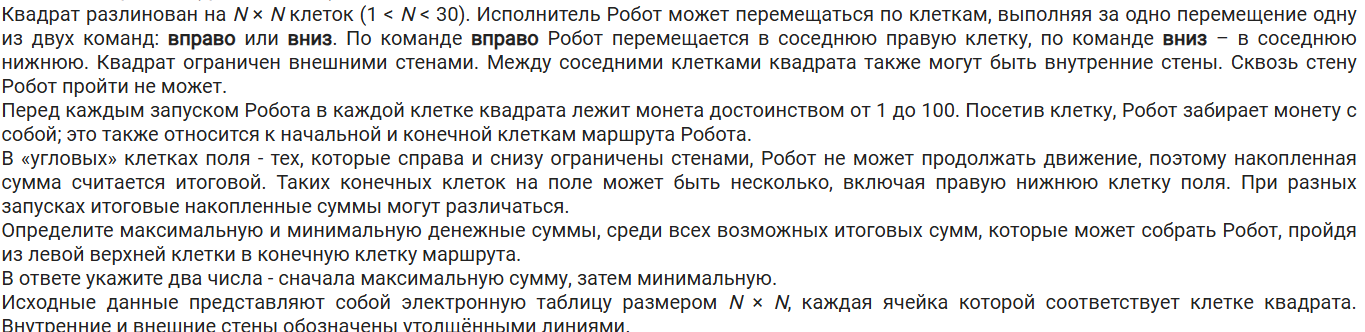 Квадрат разлинован на N × N клеток (1 < N < 30). Исполнитель Робот может перемещаться по клеткам, выполняя за одно перемещение одну
из двух команд: вправо или вниз. По команде вправо Робот перемещается в соседнюю правую клетку, по команде вниз – в соседнюю
нижнюю. Квадрат ограничен внешними стенами. Между соседними клетками квадрата также могут быть внутренние стены. Сквозь стену
Робот пройти не может.
Перед каждым запуском Робота в каждой клетке квадрата лежит монета достоинством от 1 до 100. Посетив клетку, Робот забирает монету с
собой; это также относится к начальной и конечной клеткам маршрута Робота.
В «угловых» клетках поля - тех, которые справа и снизу ограничены стенами, Робот не может продолжать движение, поэтому накопленная
сумма считается итоговой. Таких конечных клеток на поле может быть несколько, включая правую нижнюю клетку поля. При разных
запусках итоговые накопленные суммы могут различаться.
Определите максимальную и минимальную денежные суммы, среди всех возможных итоговых сумм, которые может собрать Робот, пройдя
из левой верхней клетки в конечную клетку маршрута.
В ответе укажите два числа - сначала максимальную сумму, затем минимальную.
Исходные данные представляют собой электронную таблицу размером N × N, каждая ячейка которой соответствует клетке квадрата.
Внутренние и внешние стены обозначены утолщёнными линиями.